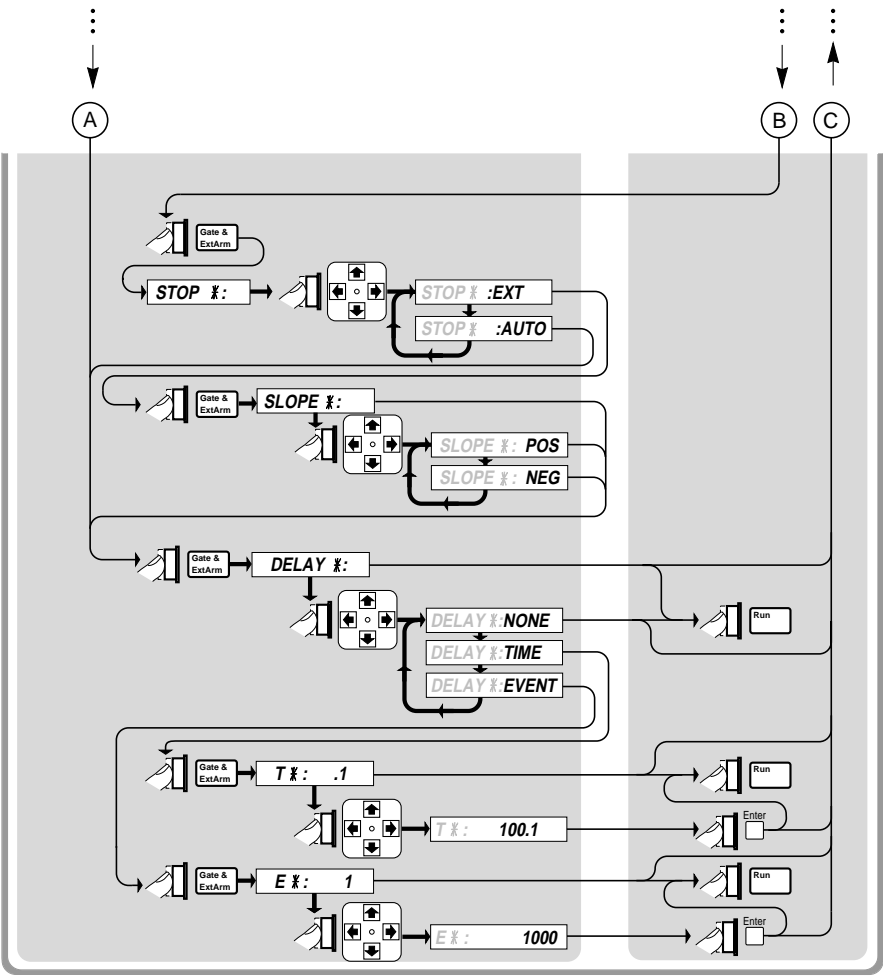 A
B
C
Gate &
ExtArm
STOP ⁎:
STOP ⁎ :EXT
STOP ⁎ :AUTO
Gate &
ExtArm
SLOPE ⁎:
SLOPE ⁎: POS
SLOPE ⁎: NEG
Gate &
ExtArm
DELAY ⁎:
DELAY ⁎:NONE
Run
DELAY ⁎:TIME
DELAY ⁎:EVENT
Gate &
ExtArm
T ⁎: .1
Run
T ⁎: 100.1
Enter
Gate &
ExtArm
E ⁎: 1
Run
E ⁎: 1000
Enter